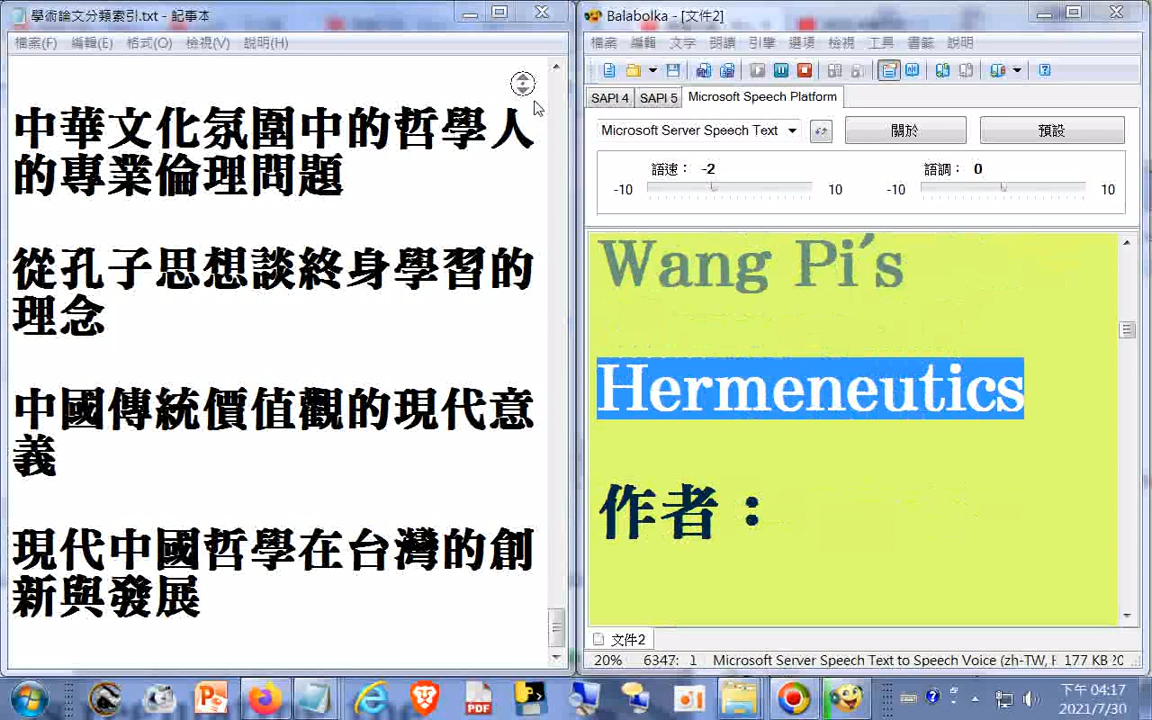 學術論文分類索引.txt - 記事本
檔案(F) 編輯(E) 格式(O) 檢視(V) 說明(H)
中華文化氛圍中的哲學人
的專業倫理問題
從孔子思想談終身學習的
理念
中國傳統價值觀的現代意
義
現代中國哲學在台灣的創
新與發展
Balabolka - [文件2]
檔案 編輯 文字 朗讀 引擎 選項 檢視 工具 書籤 說明
SAPI 4 SAPI 5 Microsoft Speech Platform
Microsoft Server Speech Text 關於 預設
語速： -2 語調： 0
-10 10 -10 10
Wang Pi's
Hermeneutics
作者：
文件2
20% 6347: 1 Microsoft Server Speech Text to Speech Voice (zh-TW, 177 KB
PDF
下午 04:17
2021/7/30